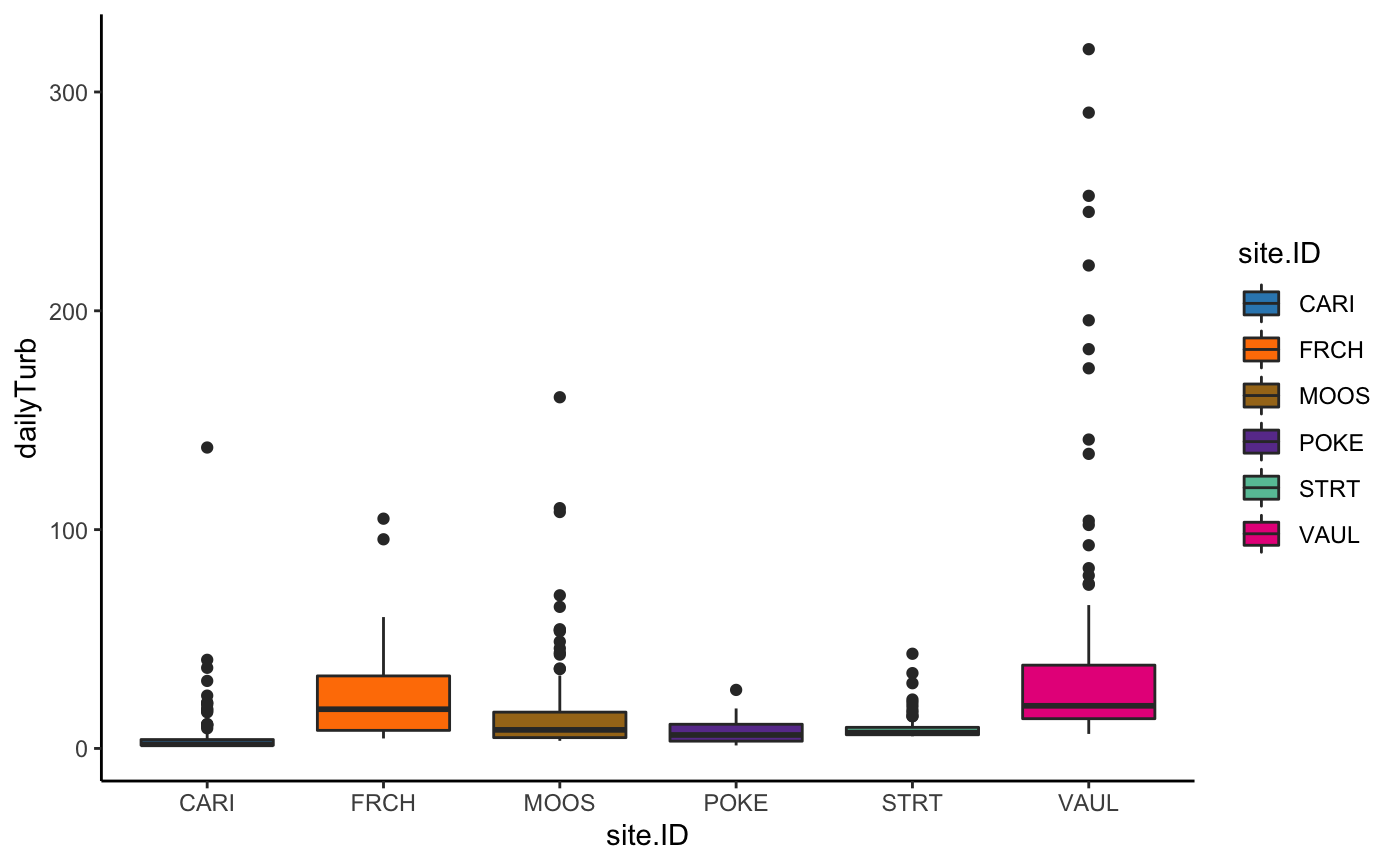 300
200
100
0
dailyTurb
CARI FRCH MOOS POKE STRT VAUL
site.ID
site.ID
CARI
FRCH
MOOS
POKE
STRT
VAUL